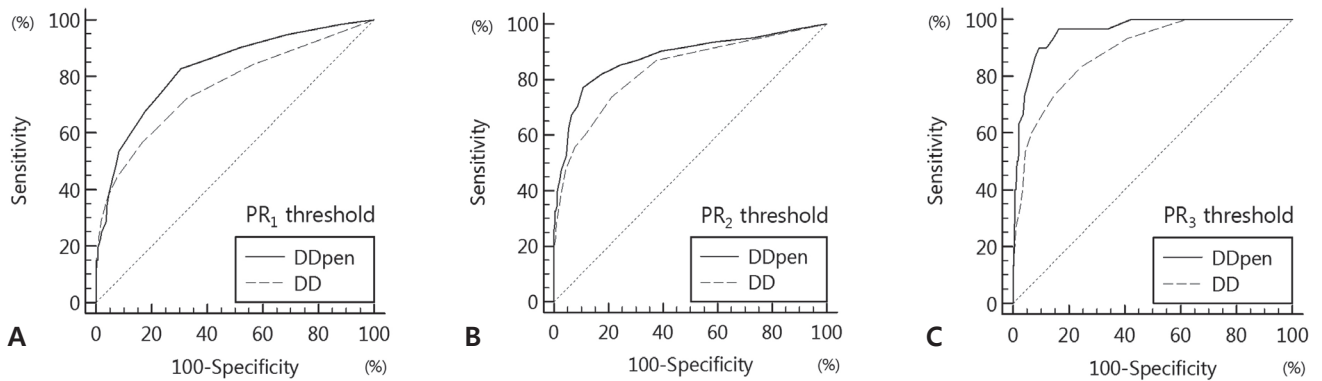 (%)
100
80
60
40
20
0
Sensitivity
PR₁ threshold
DDpen
DD
0 20 40 60 80 100
100-Specificity (%)
A
(%)
100
80
60
40
20
0
Sensitivity
PR₂ threshold
DDpen
DD
0 20 40 60 80 100
100-Specificity (%)
B
(%)
100
80
60
40
20
0
Sensitivity
PR₃ threshold
DDpen
DD
0 20 40 60 80 100
100-Specificity (%)
C